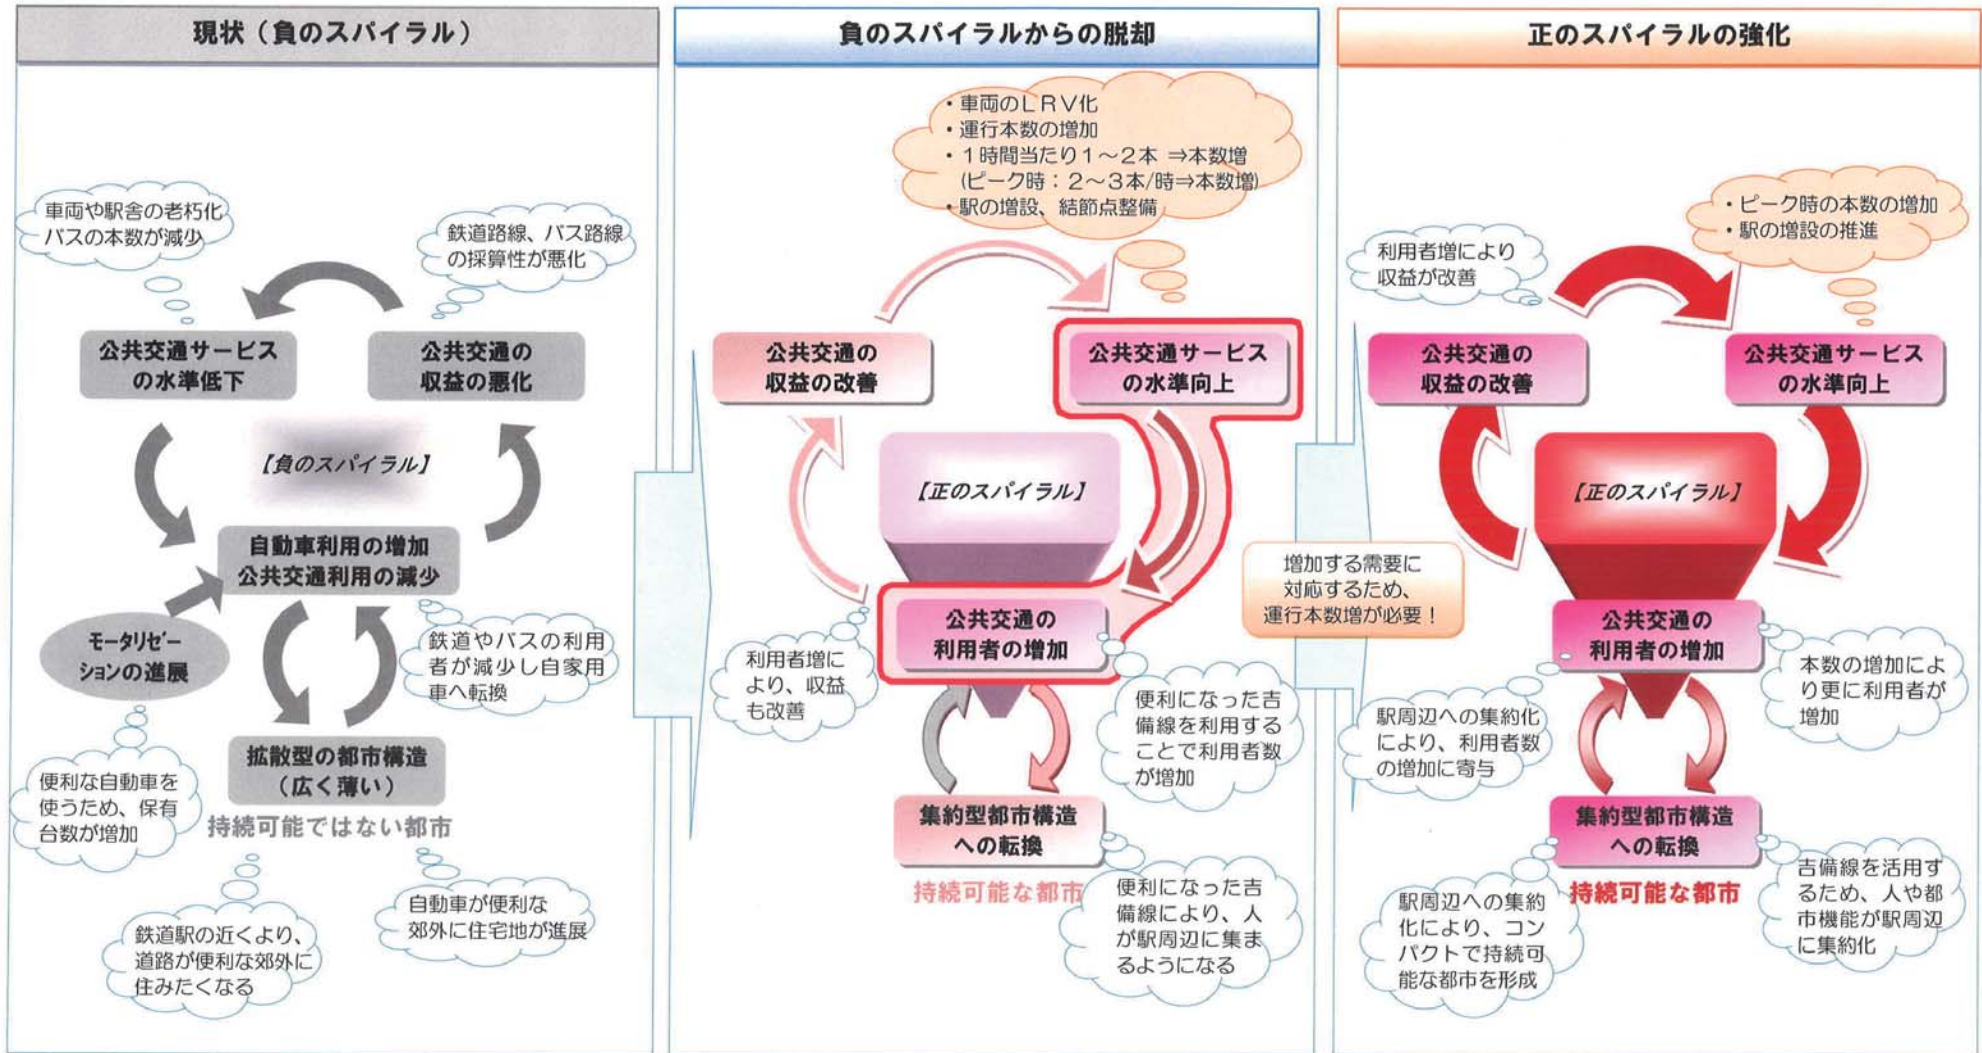 現状（負のスパイラル）
車両や駅舎の老朽化
バスの本数が減少
鉄道路線、バス路線
の採算性が悪化
公共交通サービス
の水準低下
公共交通の
収益の悪化
【負のスパイラル】
自動車利用の増加
公共交通利用の減少
モータリゼー
ションの進展
鉄道やバスの利用
者が減少し自家用
車へ転換
拡散型の都市構造
（広く薄い）
便利な自動車を
使うため、保有
台数が増加
持続可能ではない都市
自動車が便利な
郊外に住宅地が進展
鉄道駅の近くより、
道路が便利な郊外に
住みたくなる
負のスパイラルからの脱却
・車両のＬＲＶ化
・運行本数の増加
・１時間当たり１～２本 ⇒本数増
(ピーク時：２～３本/時⇒本数増)
・駅の増設、結節点整備
公共交通の
収益の改善
公共交通サービス
の水準向上
【正のスパイラル】
公共交通の
利用者の増加
利用者増に
より、収益
も改善
便利になった吉
備線を利用する
ことで利用者数
が増加
集約型都市構造
への転換
持続可能な都市
便利になった吉
備線により、人
が駅周辺に集ま
るようになる
増加する需要に
対応するため、
運行本数増が必要！
正のスパイラルの強化
・ピーク時の本数の増加
・駅の増設の推進
利用者増により
収益が改善
公共交通の
収益の改善
公共交通サービス
の水準向上
【正のスパイラル】
公共交通の
利用者の増加
本数の増加によ
り更に利用者が
増加
駅周辺への集約化
により、利用者数
の増加に寄与
集約型都市構造
への転換
持続可能な都市
吉備線を活用す
るため、人や都
市機能が駅周辺
に集約化
駅周辺への集約
化により、コン
パクトで持続可
能な都市を形成